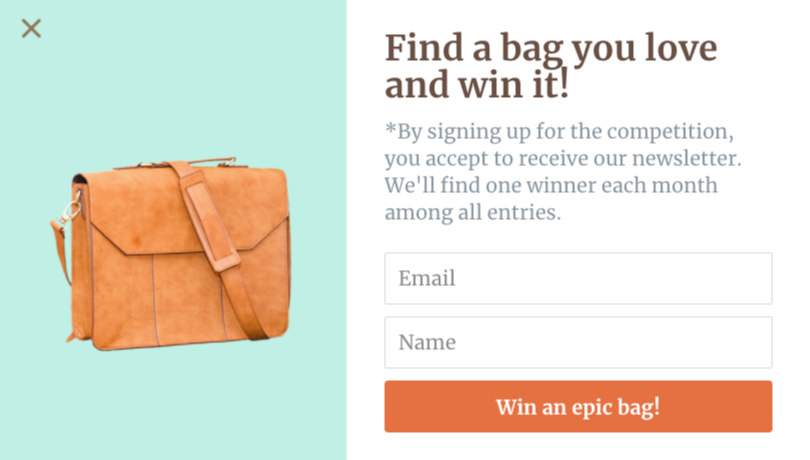 Find a bag you love
and win it!
*By signing up for the competition,
you accept to receive our newsletter.
We'll find one winner each month
among all entries.
Email
Name
Win an epic bag!